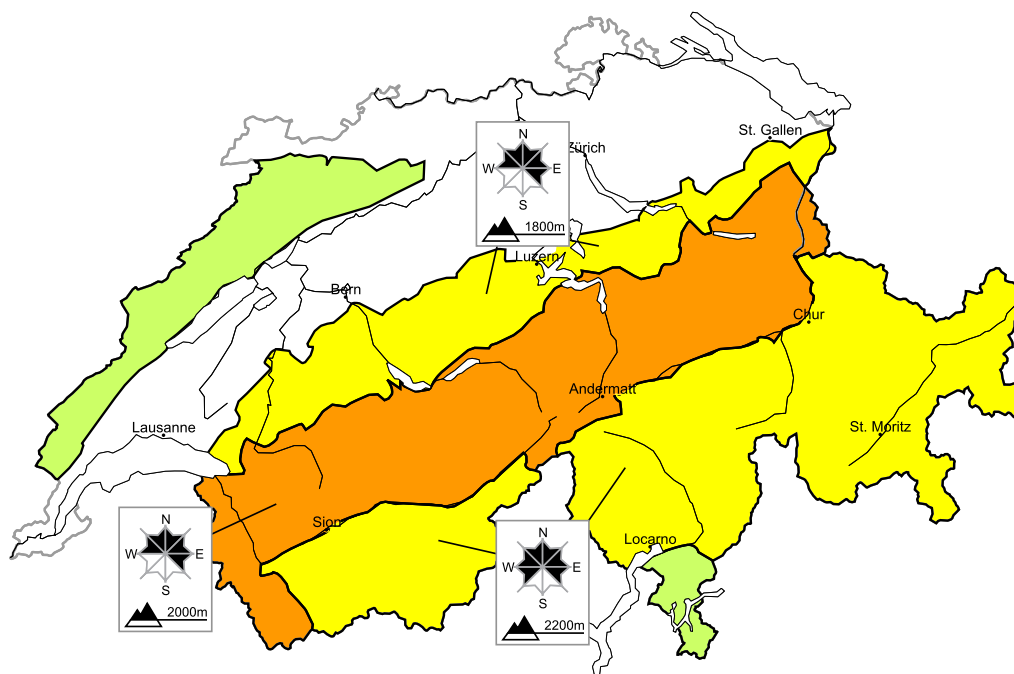 St. Gallen
N
Zürich
W
E
S
1800m
Luzern
Bern
Chur
Andermatt
Lausanne
St. Moritz
N
Sion
W
E
S
2000m
N
Locarno
W
E
S
2200m